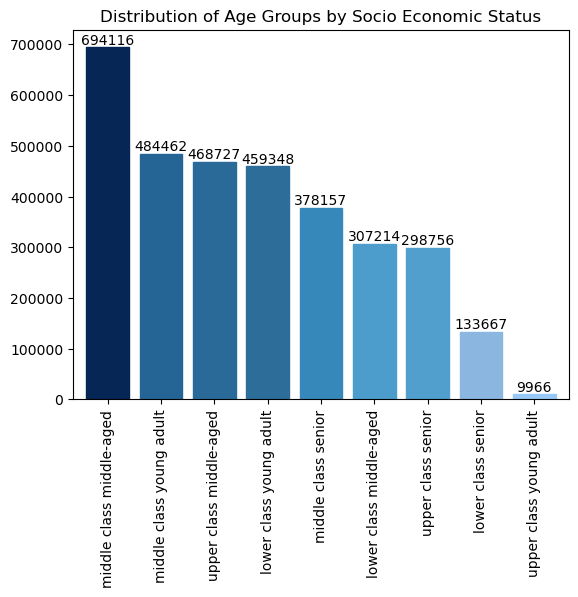 Distribution of Age Groups by Socio Economic Status
700000
600000
500000
400000
300000
200000
100000
0
694116
484462
468727
459348
378157
307214
298756
133667
9966
middle class middle-aged
middle class young adult
upper class middle-aged
lower class young adult
middle class senior
lower class middle-aged
upper class senior
lower class senior
upper class young adult